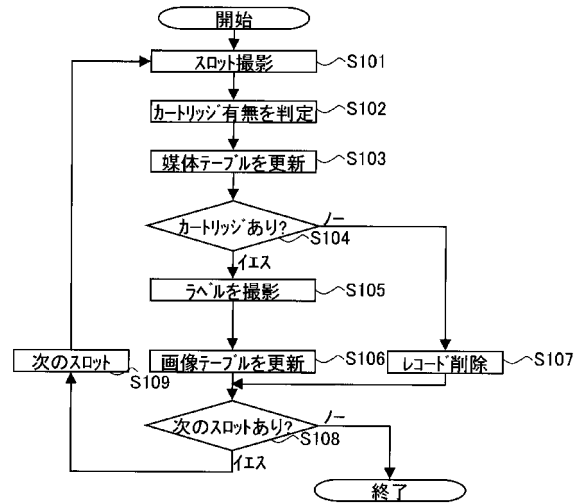 開始
スロット撮影
S101
カートリッジ有無を判定
S102
媒体テーブルを更新
S103
カートリッジあり?
S104
ノー
イエス
ラベルを撮影
S105
画像テーブルを更新
S106
レコード削除
S107
次のスロット
S109
次のスロットあり?
S108
ノー
イエス
終了